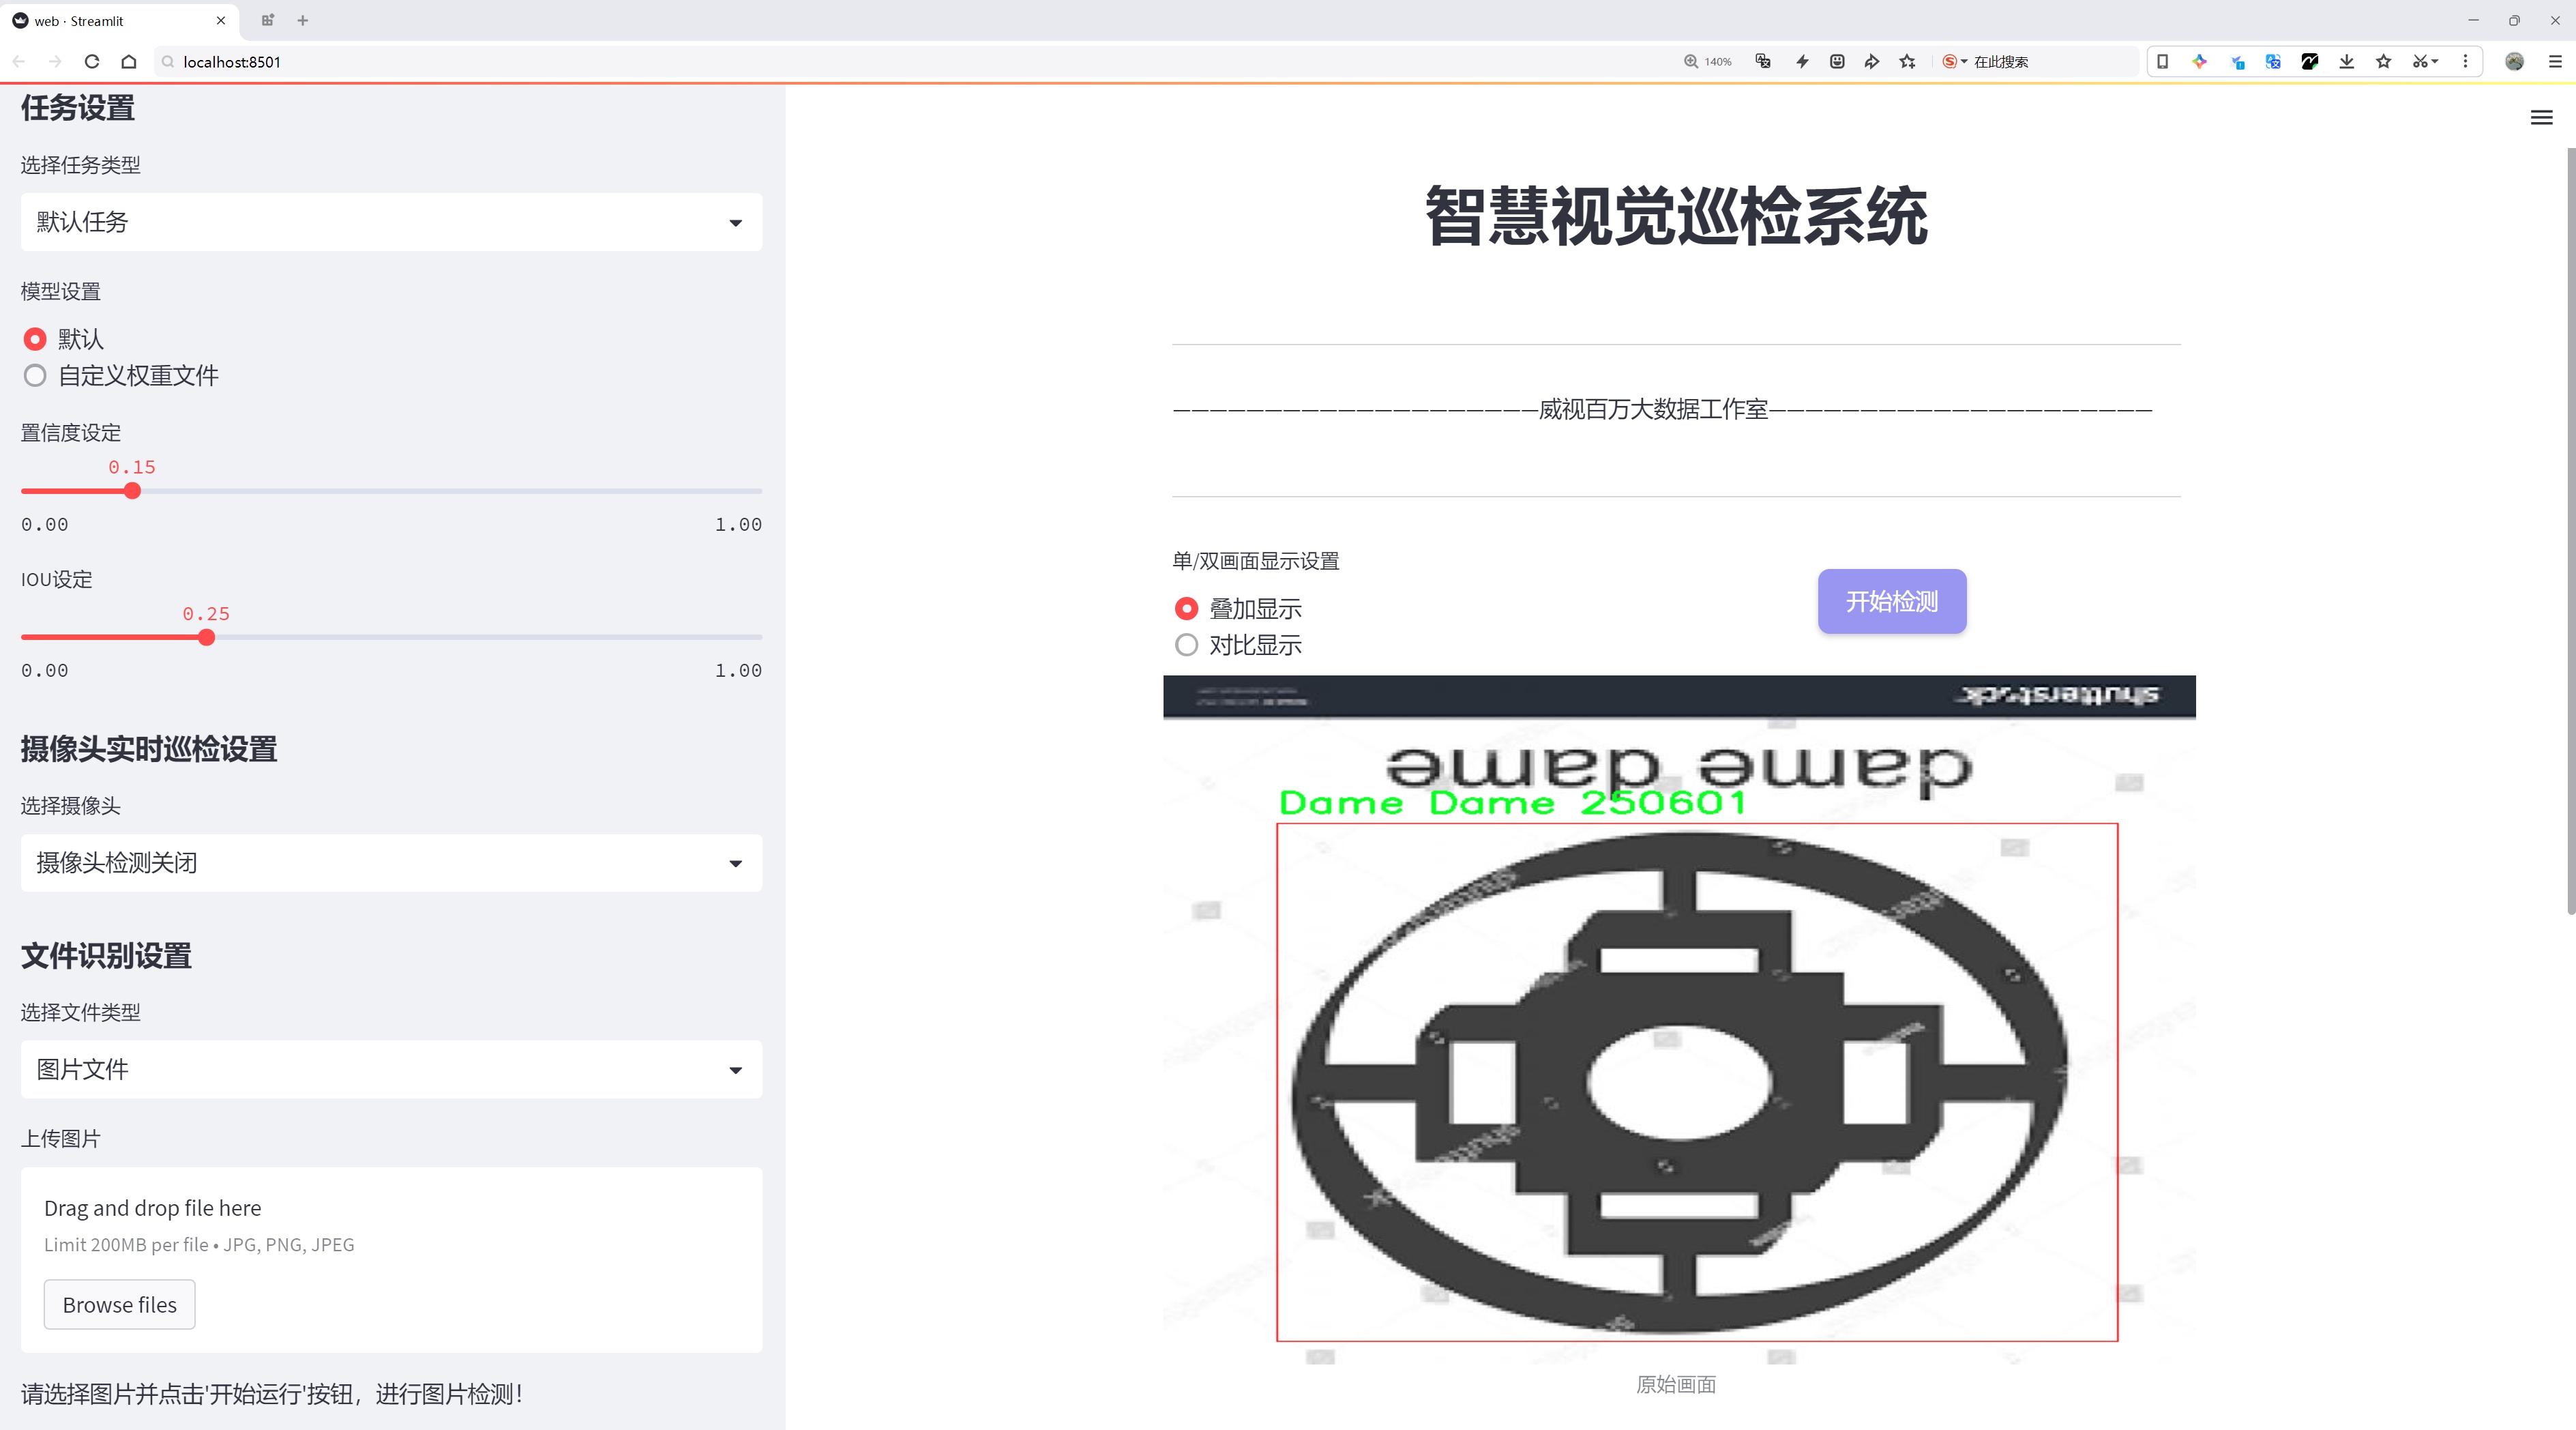 web · Streamlit
localhost:8501
140%
在此搜索
任务设置
选择任务类型
默认任务
模型设置
默认
自定义权重文件
置信度设定
0.15
0.00
1.00
IOU设定
0.25
0.00
1.00
摄像头实时巡检设置
选择摄像头
摄像头检测关闭
文件识别设置
选择文件类型
图片文件
上传图片
Drag and drop file here
Limit 200MB per file • JPG, PNG, JPEG
Browse files
请选择图片并点击'开始运行'按钮，进行图片检测！
智慧视觉巡检系统
—————————————————————威视百万大数据工作室—————————————————————
单/双画面显示设置
叠加显示
对比显示
开始检测
shutterstock
dame dame
Dame Dame 250601
原始画面